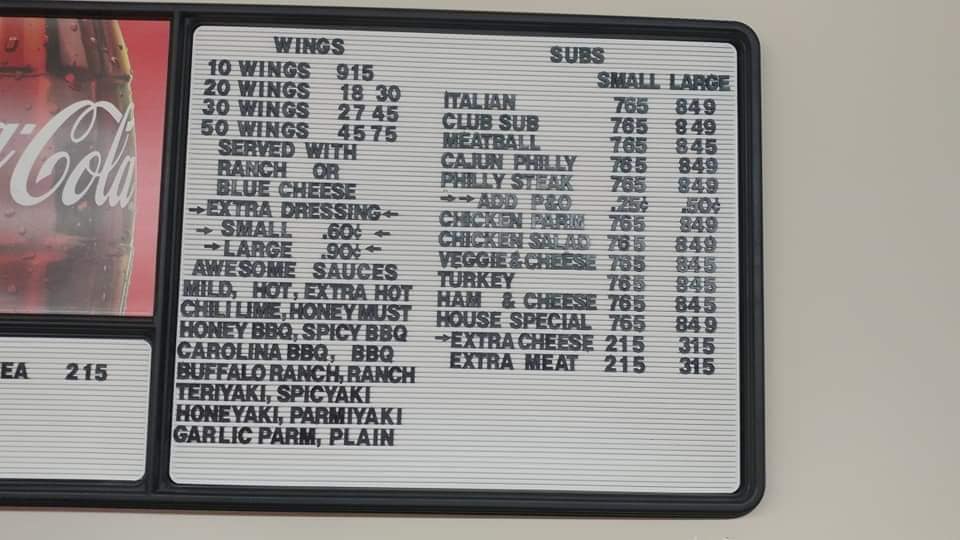 Coca-Cola
EA 215
WINGS
10 WINGS 915
20 WINGS 18 30
30 WINGS 27 45
50 WINGS 45 75
SERVED WITH
RANCH OR
BLUE CHEESE
→EXTRA DRESSING←
→ SMALL .60¢ ←
→LARGE .90¢ ←
AWESOME SAUCES
MILD, HOT, EXTRA HOT
CHILI LIME, HONEY MUST
HONEY BBQ, SPICY BBQ
CAROLINA BBQ, BBQ
BUFFALO RANCH, RANCH
TERIYAKI, SPICYAKI
HONEYAKI, PARMIYAKI
GARLIC PARM, PLAIN
SUBS
SMALL LARGE
ITALIAN 765 849
CLUB SUB 765 849
MEATBALL 765 845
CAJUN PHILLY 765 849
PHILLY STEAK 765 849
→→ADD P&O .25¢ .50¢
CHICKEN PARM 765 849
CHICKEN SALAD 765 849
VEGGIE & CHEESE 765 845
TURKEY 765 845
HAM & CHEESE 765 845
HOUSE SPECIAL 765 849
→EXTRA CHEESE 215 315
EXTRA MEAT 215 315